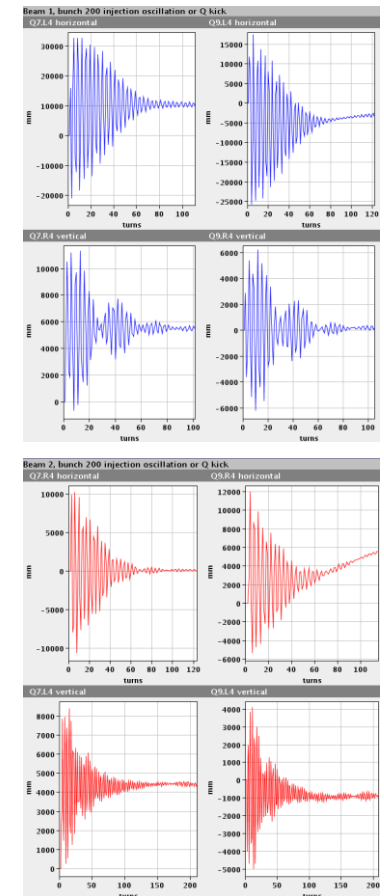 Beam 1, bunch 200 injection oscillation or Q kick
Q7.L4 horizontal
Q9.L4 horizontal
30000
20000
10000
0
-10000
-20000
mm
0 20 40 60 80 100
turns
15000
10000
5000
0
-5000
-10000
-15000
-20000
-25000
mm
0 20 40 60 80 100 120
turns
Q7.R4 vertical
Q9.R4 vertical
10000
8000
6000
4000
2000
0
mm
0 20 40 60 80 100
turns
6000
4000
2000
0
-2000
-4000
-6000
mm
0 20 40 60 80 100
turns
Beam 2, bunch 200 injection oscillation or Q kick
Q7.R4 horizontal
Q9.R4 horizontal
10000
5000
0
-5000
-10000
mm
0 20 40 60 80 100 120
turns
12000
10000
8000
6000
4000
2000
0
-2000
-4000
-6000
mm
0 20 40 60 80 100
turns
Q7.L4 vertical
Q9.L4 vertical
8000
7000
6000
5000
4000
3000
2000
1000
0
mm
0 50 100 150 200
turns
4000
3000
2000
1000
0
-1000
-2000
-3000
-4000
-5000
mm
0 50 100 150 200
turns